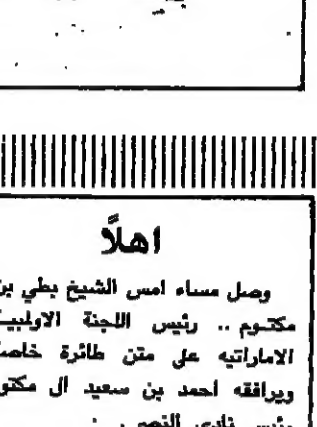 اهلاً
وصل مساء امس الشيخ بطي بن
مكتوم .. رئيس اللجنة الاولمبية
الاماراتيه على متن طائرة خاصة
ويرافقه احمد بن سعيد ال مكتوم
رئيس نادي النصر .